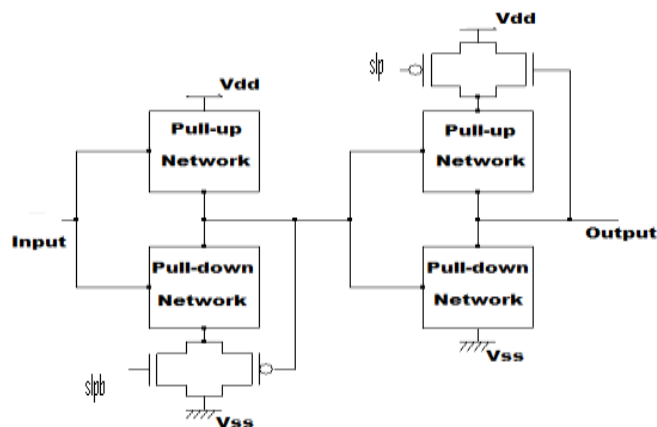 Vdd
slp
Vdd
Pull-up
Network
Pull-up
Network
Input
Output
Pull-down
Network
Pull-down
Network
Vss
slpb
Vss